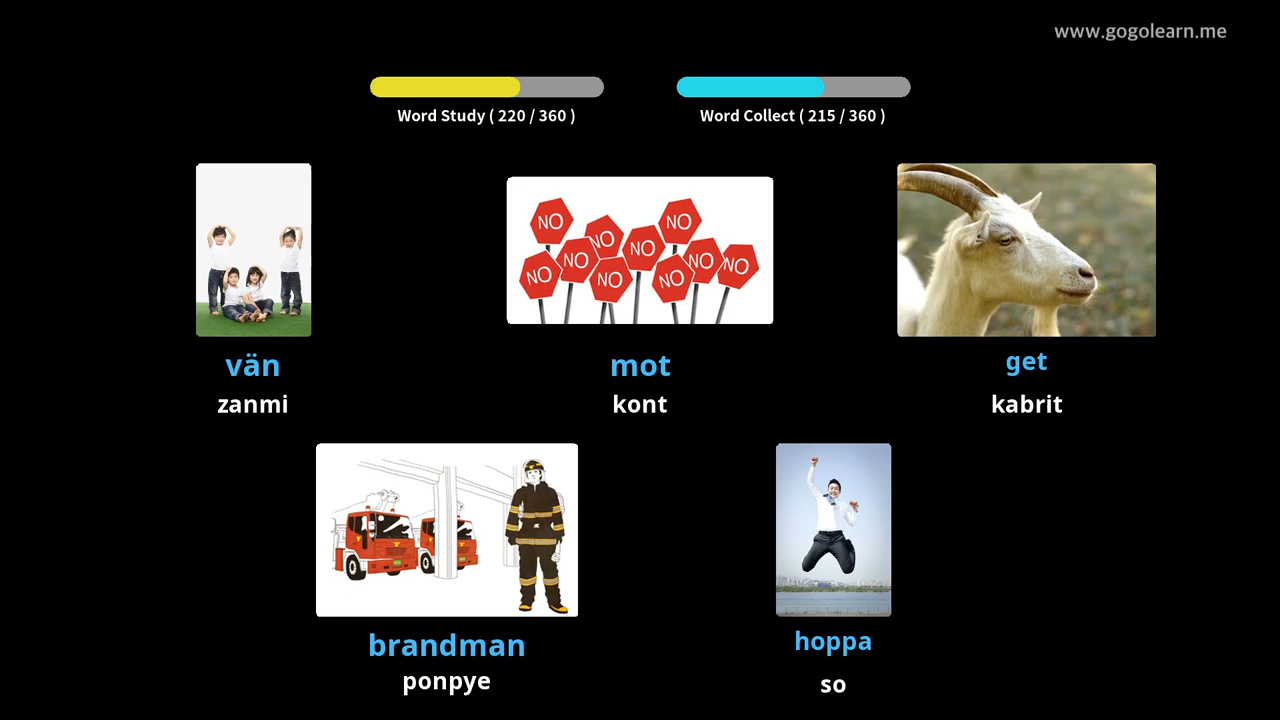 www.gogolearn.me
Word Study ( 220 / 360 )
Word Collect ( 215 / 360 )
NO
NO
NO
NO
NO
NO
NO
NO
NO
NO
vän
zanmi
mot
kont
get
kabrit
brandman
ponpye
hoppa
so